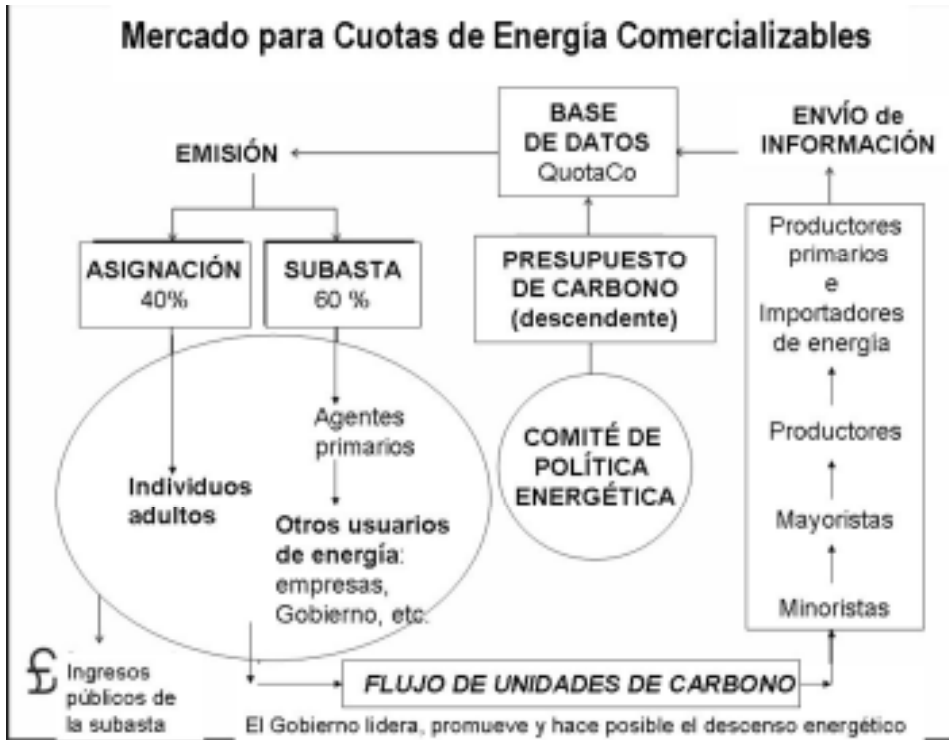 Mercado para Cuotas de Energía Comercializables
BASE
DE DATOS
QuotaCo
ENVÍO de
INFORMACIÓN
EMISIÓN
ASIGNACIÓN
40%
SUBASTA
60 %
PRESUPUESTO
DE CARBONO
(descendente)
Productores
primarios
e
Importadores
de energía
Agentes
primarios
COMITÉ DE
POLÍTICA
ENERGÉTICA
Productores
Individuos
adultos
Otros usuarios
de energía:
empresas,
Gobierno, etc.
Mayoristas
Minoristas
£ Ingresos
públicos de
la subasta
FLUJO DE UNIDADES DE CARBONO
El Gobierno lidera, promueve y hace posible el descenso energético